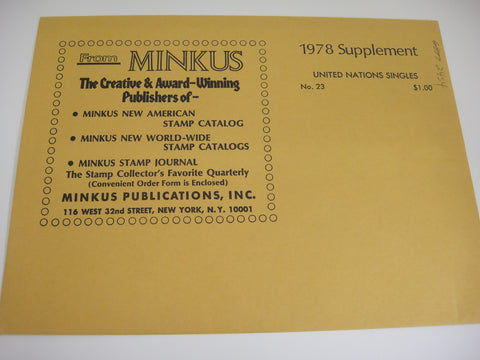 From MINKUS
The Creative & Award-Winning
Publishers of-
• MINKUS NEW AMERICAN
STAMP CATALOG
• MINKUS NEW WORLD-WIDE
STAMP CATALOGS
• MINKUS STAMP JOURNAL
The Stamp Collector's Favorite Quarterly
(Convenient Order Form is Enclosed)
MINKUS PUBLICATIONS, INC.
116 WEST 32nd STREET, NEW YORK, N.Y. 10001
1978 Supplement
UNITED NATIONS SINGLES
No. 23 $1.00